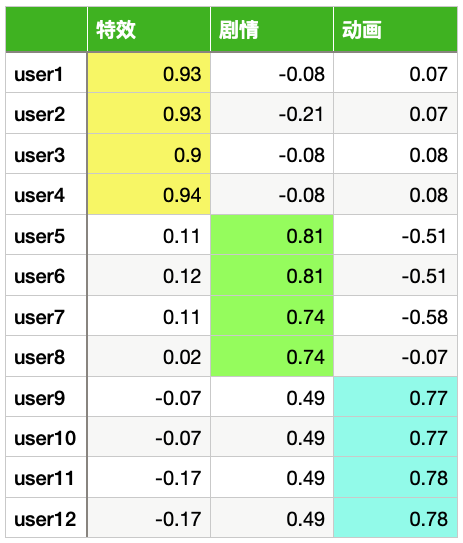 特效 剧情 动画
user1 0.93 -0.08 0.07
user2 0.93 -0.21 0.07
user3 0.9 -0.08 0.08
user4 0.94 -0.08 0.08
user5 0.11 0.81 -0.51
user6 0.12 0.81 -0.51
user7 0.11 0.74 -0.58
user8 0.02 0.74 -0.07
user9 -0.07 0.49 0.77
user10 -0.07 0.49 0.77
user11 -0.17 0.49 0.78
user12 -0.17 0.49 0.78